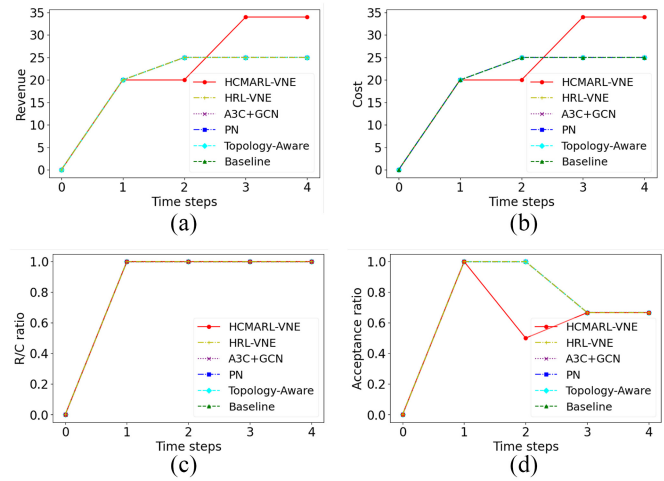 35
30
25
20
15
10
5
0
Revenue
HCMARL-VNE
HRL-VNE
A3C+GCN
PN
Topology-Aware
Baseline
0 1 2 3 4
Time steps
(a)
35
30
25
20
15
10
5
0
Cost
HCMARL-VNE
HRL-VNE
A3C+GCN
PN
Topology-Aware
Baseline
0 1 2 3 4
Time steps
(b)
1.0
0.8
0.6
0.4
0.2
0.0
R/C ratio
HCMARL-VNE
HRL-VNE
A3C+GCN
PN
Topology-Aware
Baseline
0 1 2 3 4
Time steps
(c)
1.0
0.8
0.6
0.4
0.2
0.0
Acceptance ratio
HCMARL-VNE
HRL-VNE
A3C+GCN
PN
Topology-Aware
Baseline
0 1 2 3 4
Time steps
(d)